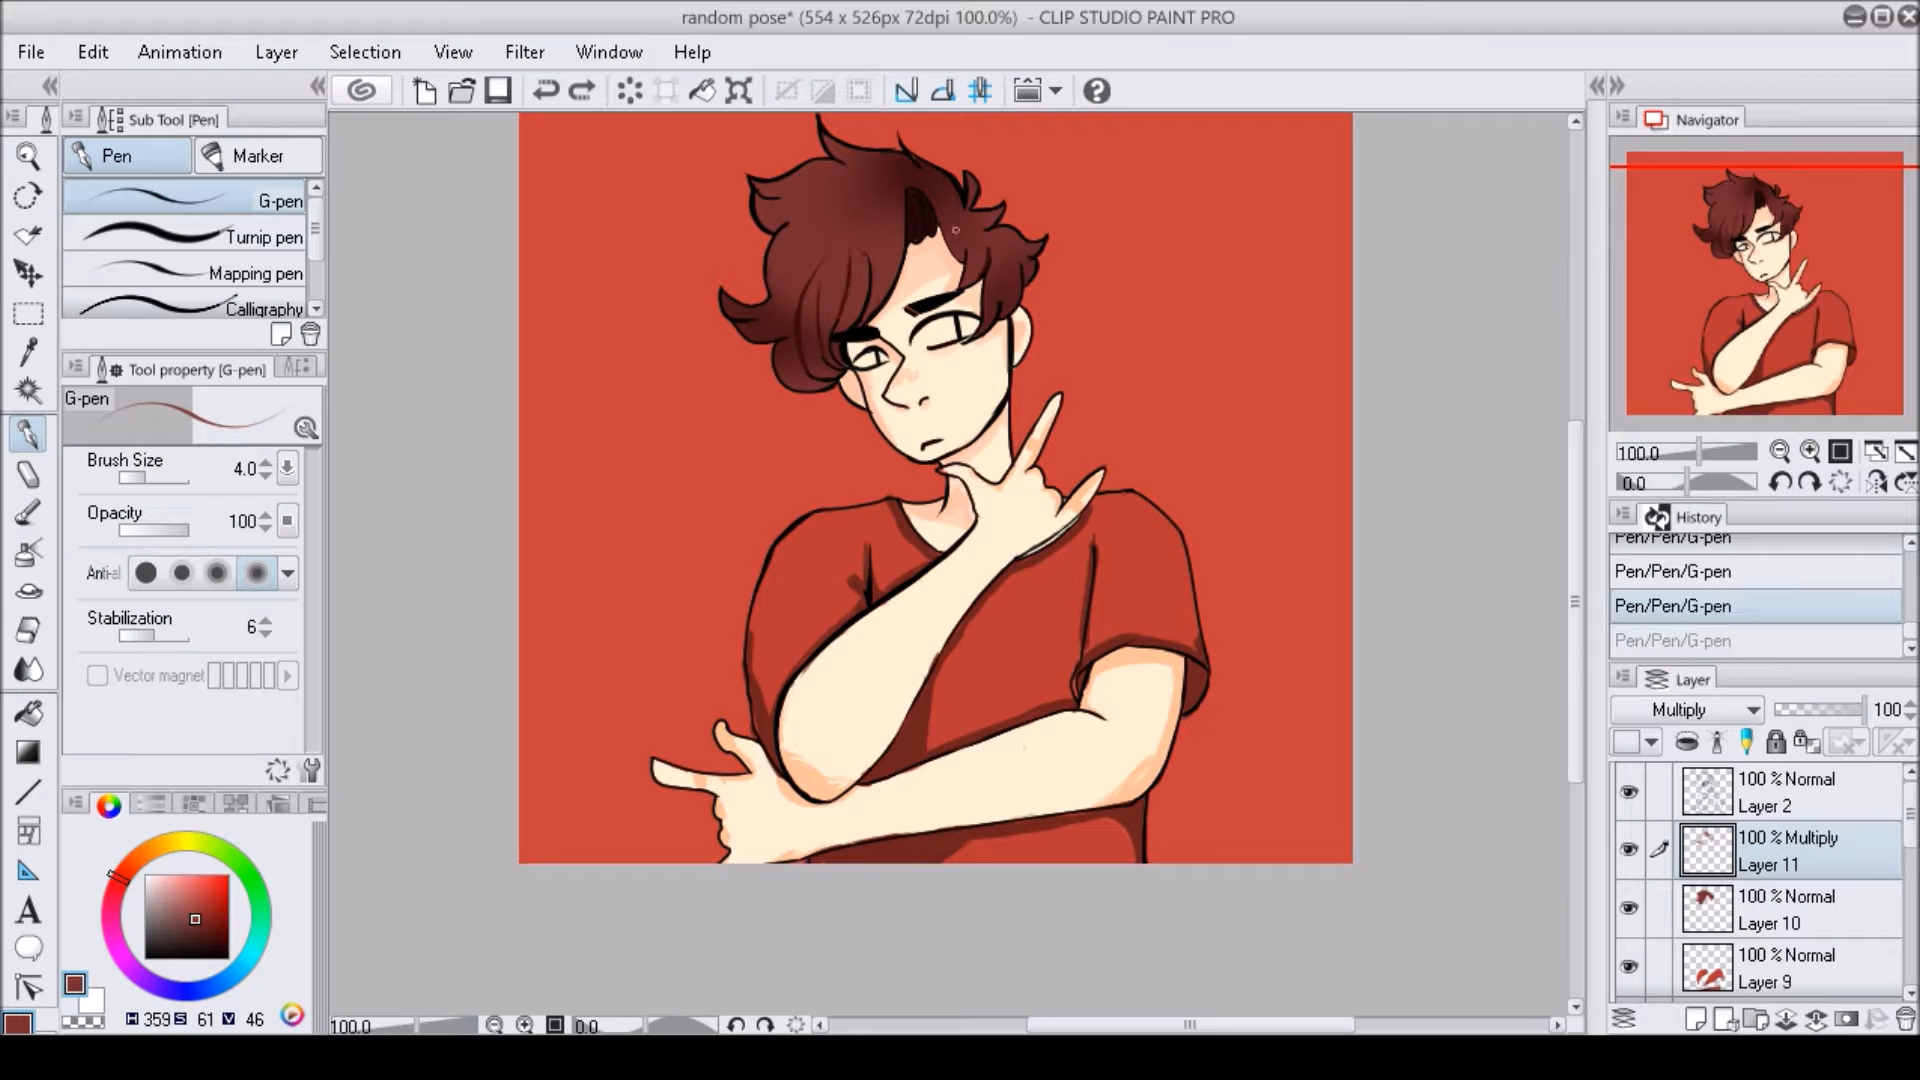 random pose* (554 x 526px 72dpi 100.0%)  - CLIP STUDIO PAINT PRO
File Edit Animation Layer Selection View Filter Window Help
Sub Tool [Pen]
Pen
Marker
G-pen
Turnip pen
Mapping pen
Calligraphy
Tool property [G-pen]
G-pen
Brush Size 4.0
Opacity 100
Anti-al
Stabilization 6
Vector magnet
H 359 S 61 V 46
100.0
0.0
Navigator
100.0
0.0
History
Pen/Pen/G-pen
Pen/Pen/G-pen
Pen/Pen/G-pen
Pen/Pen/G-pen
Layer
Multiply 100
100 % Normal
Layer 2
100 % Multiply
Layer 11
100 % Normal
Layer 10
100 % Normal
Layer 9